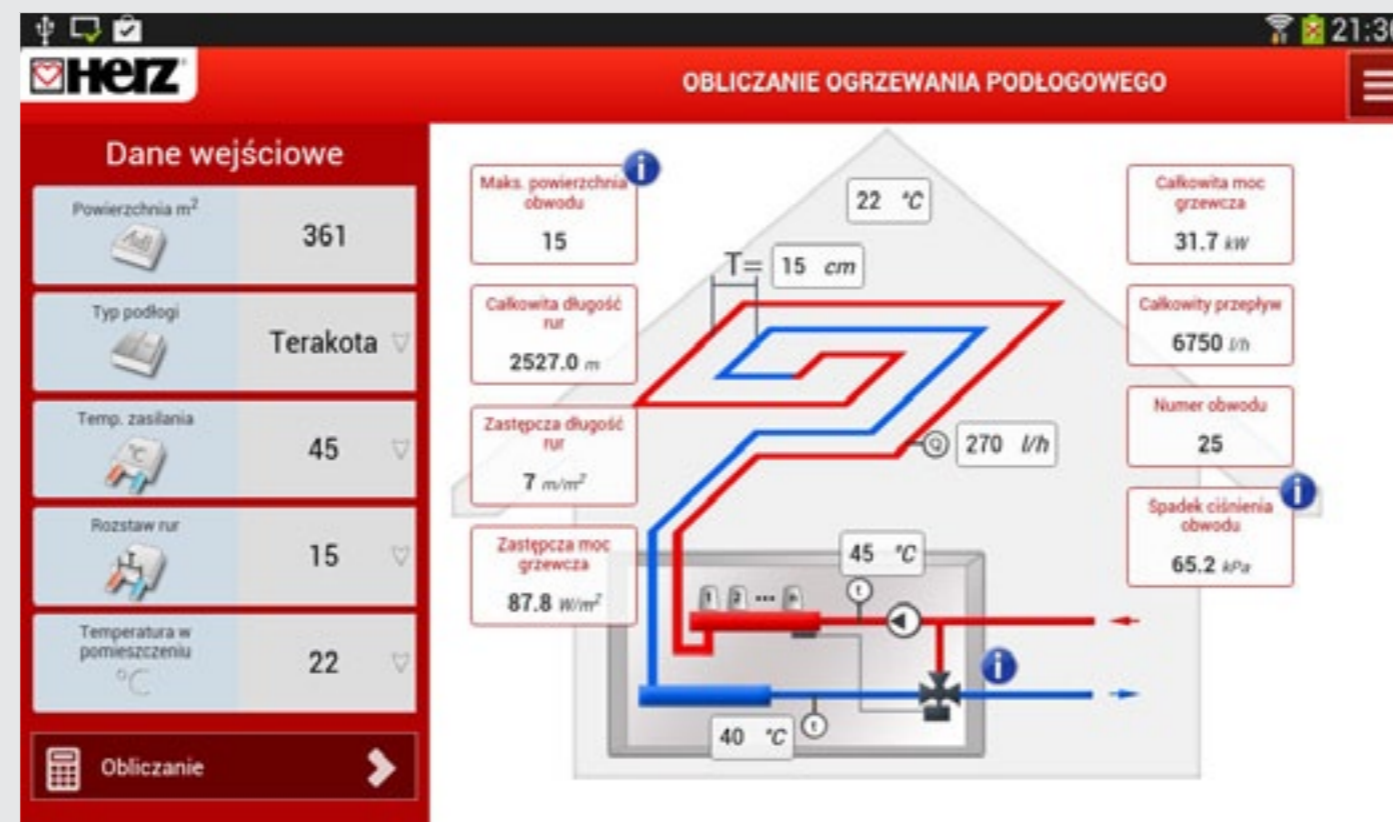 21:30
Herz
OBLICZANIE OGRZEWANIA PODŁOGOWEGO
Dane wejściowe
Powierzchnia m²
361
Typ podłogi
Terakota
Temp. zasilania
°C
45
Rozstaw rur
15
Temperatura w
pomieszczeniu
°C
22
Obliczanie
Maks. powierzchnia
obwodu
15
Całkowita długość
rur
2527.0 m
Zastępcza długość
rur
7 m/m²
Zastępcza moc
grzewcza
87.8 W/m²
22 °C
T= 15 cm
270 l/h
45 °C
1 2 ... n
t
t
40 °C
Całkowita moc
grzewcza
31.7 kW
Całkowity przepływ
6750 l/h
Numer obwodu
25
Spadek ciśnienia
obwodu
65.2 kPa